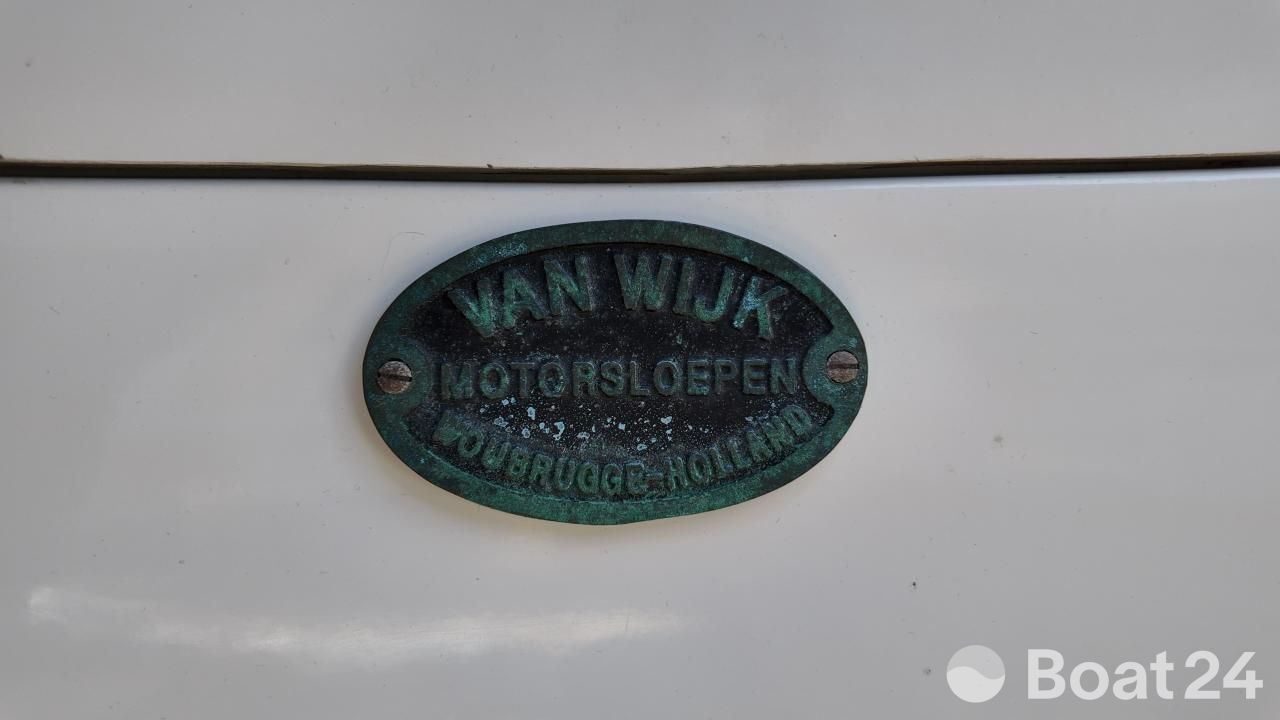 VAN WIJK
MOTORSLOEPEN
WOUBRUGGE-HOLLAND
Boat24